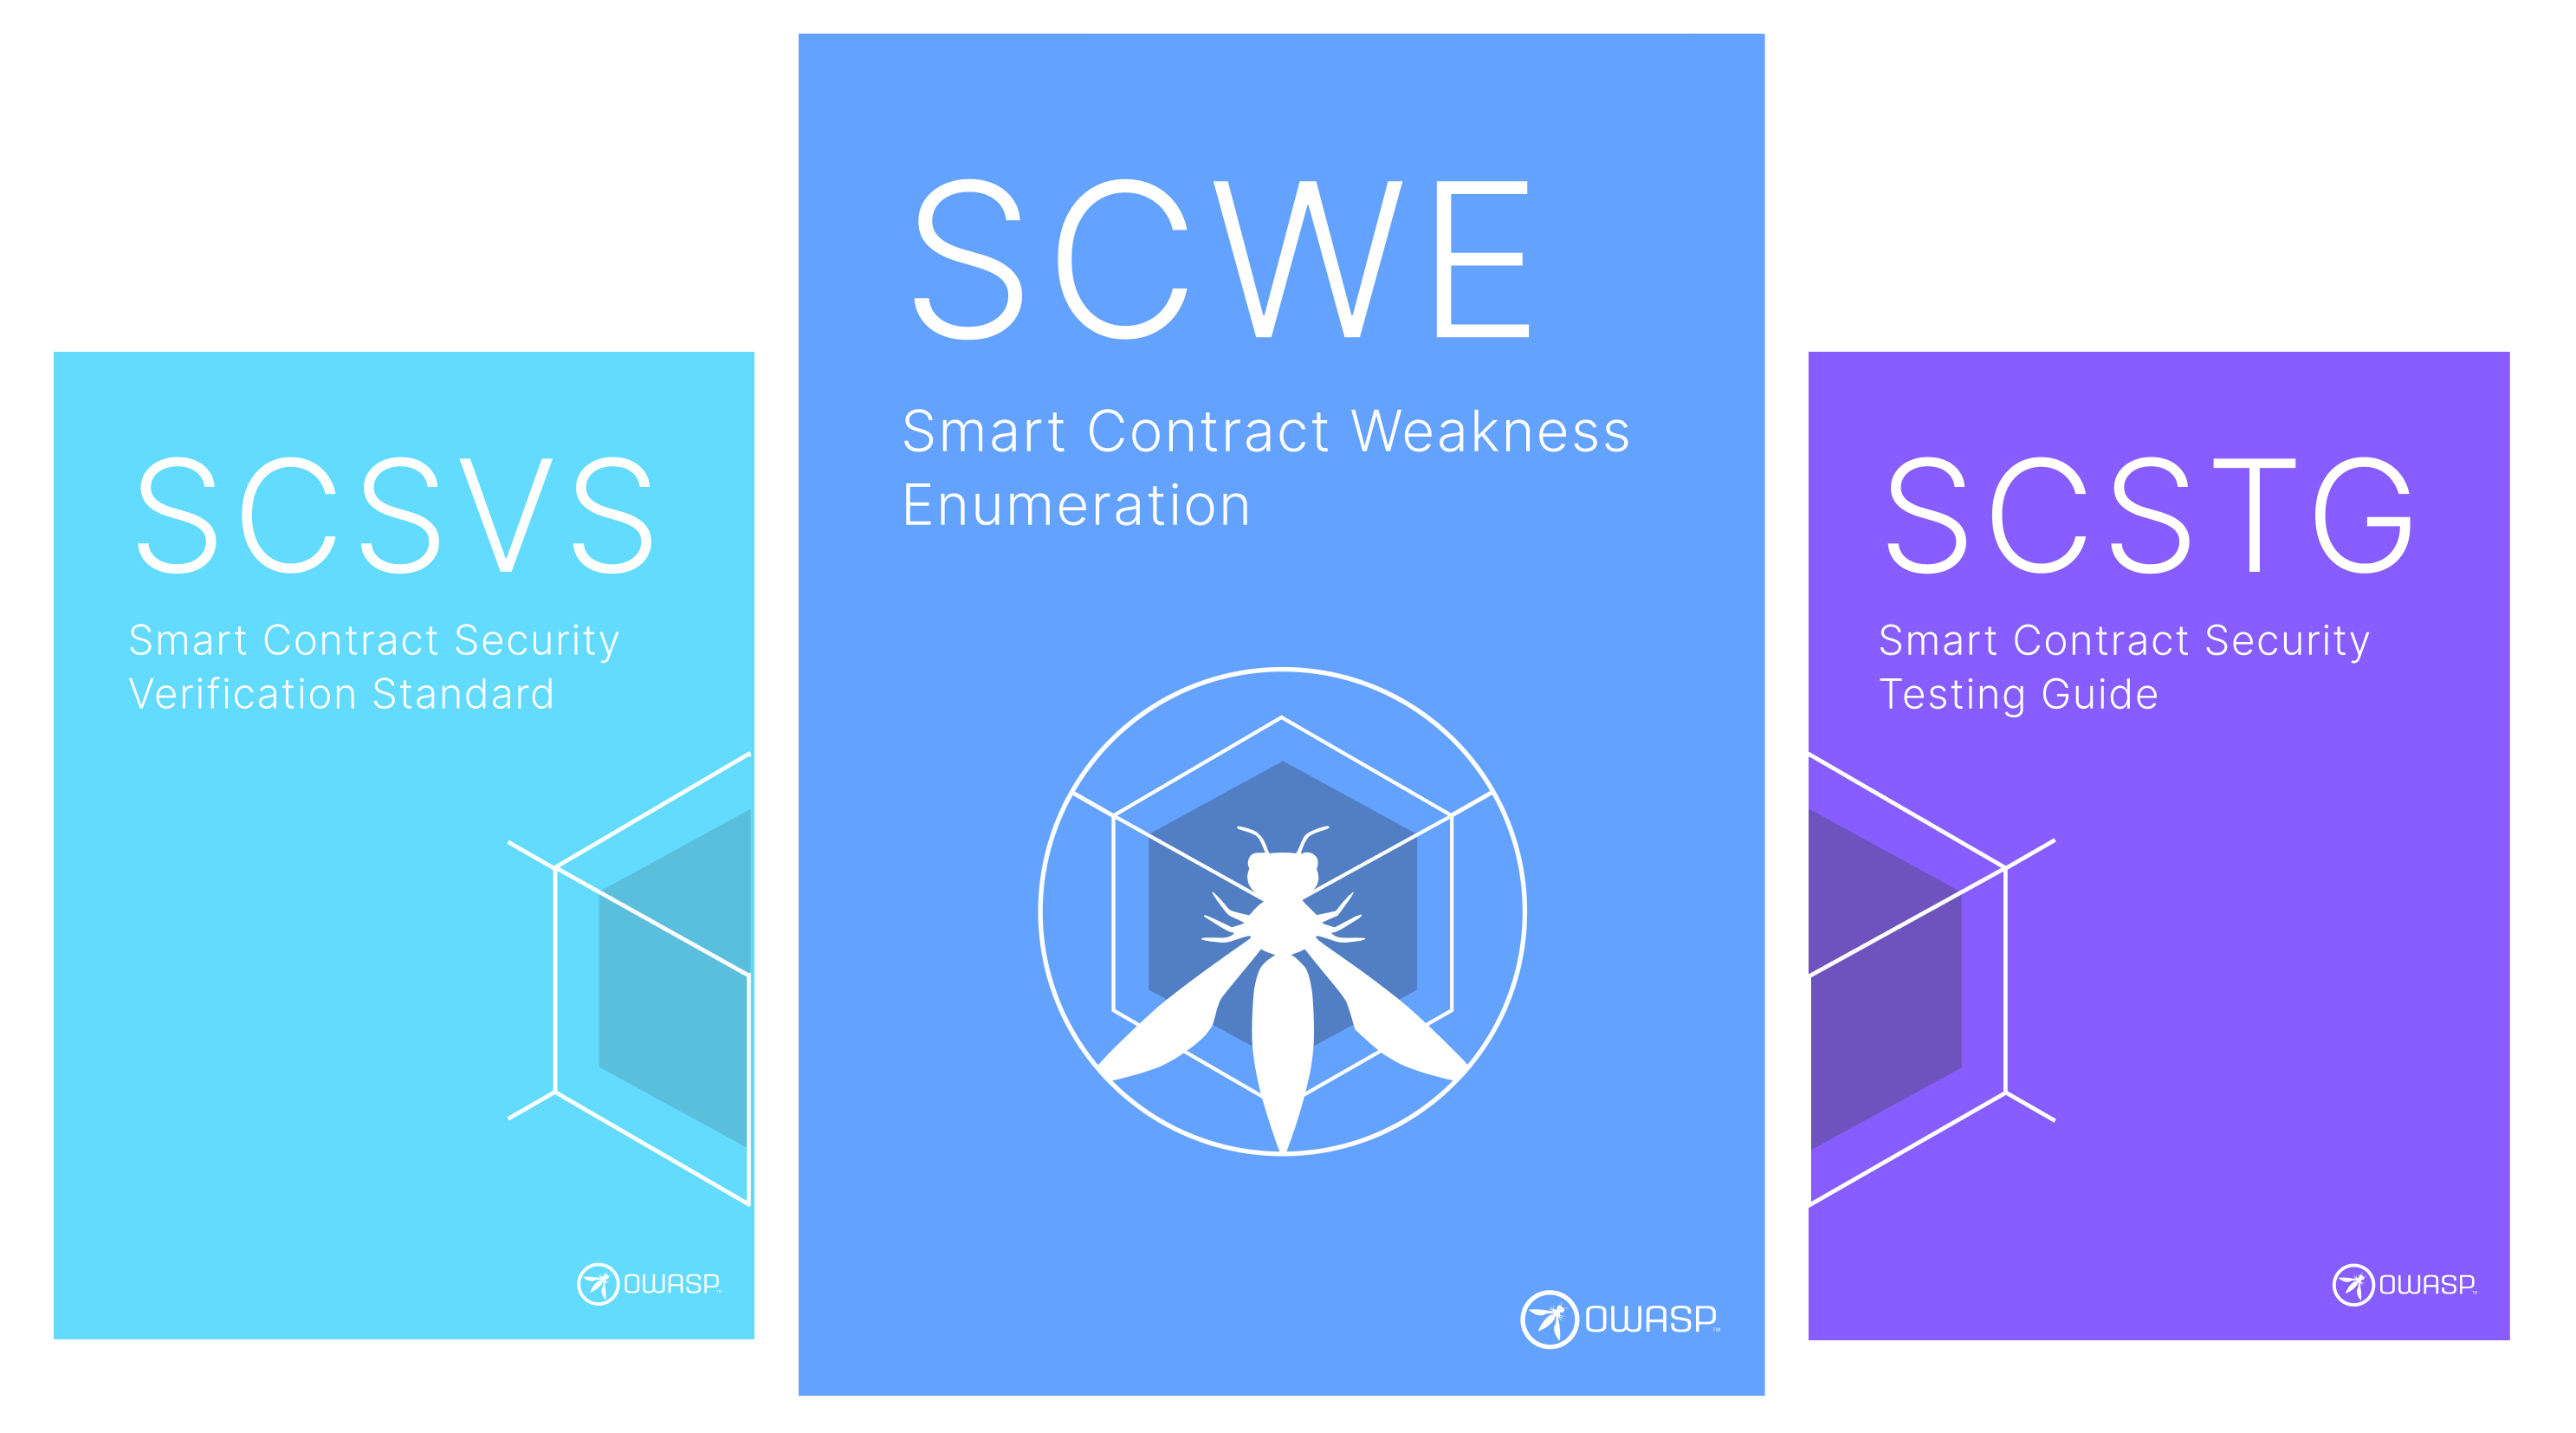 SCSVS
Smart Contract Security
Verification Standard
OWASP
SCWE
Smart Contract Weakness
Enumeration
OWASP™
SCSTG
Smart Contract Security
Testing Guide
OWASP